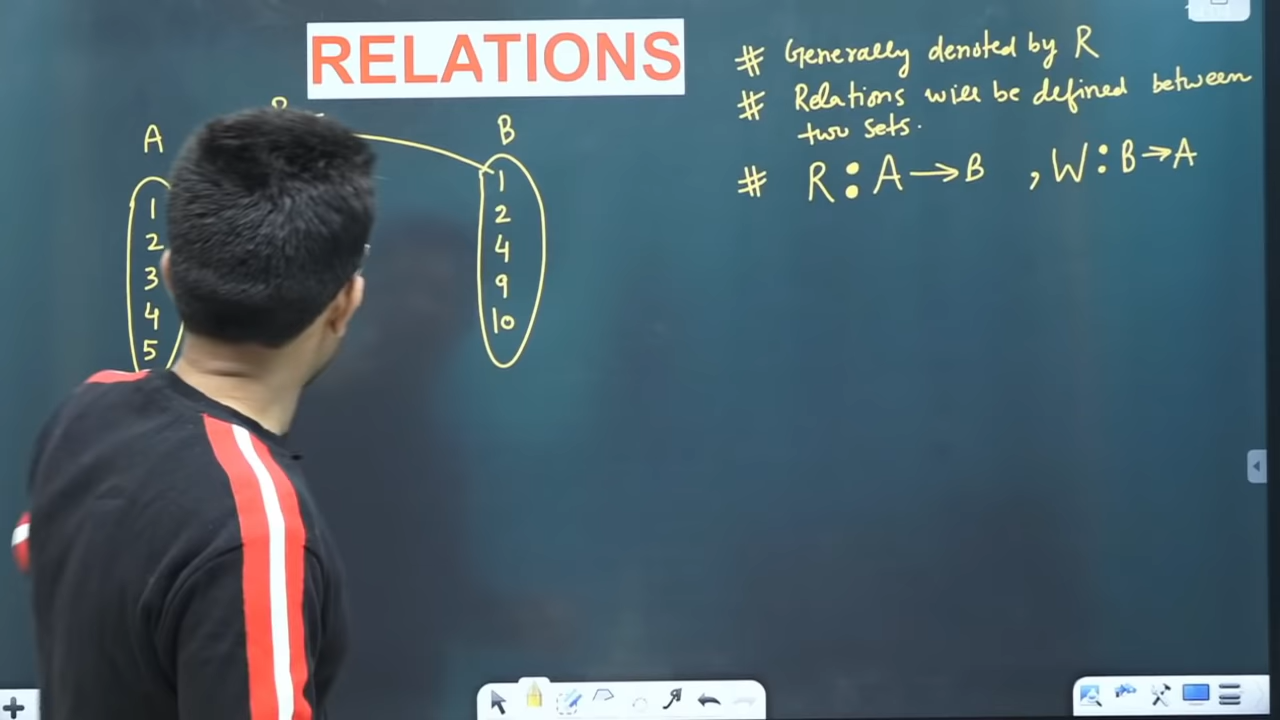 RELATIONS
# Generally denoted by R
# Relations will be defined between
two sets.
# R : A → B , W : B → A
A
1
2
3
4
5
B
1
2
4
9
10